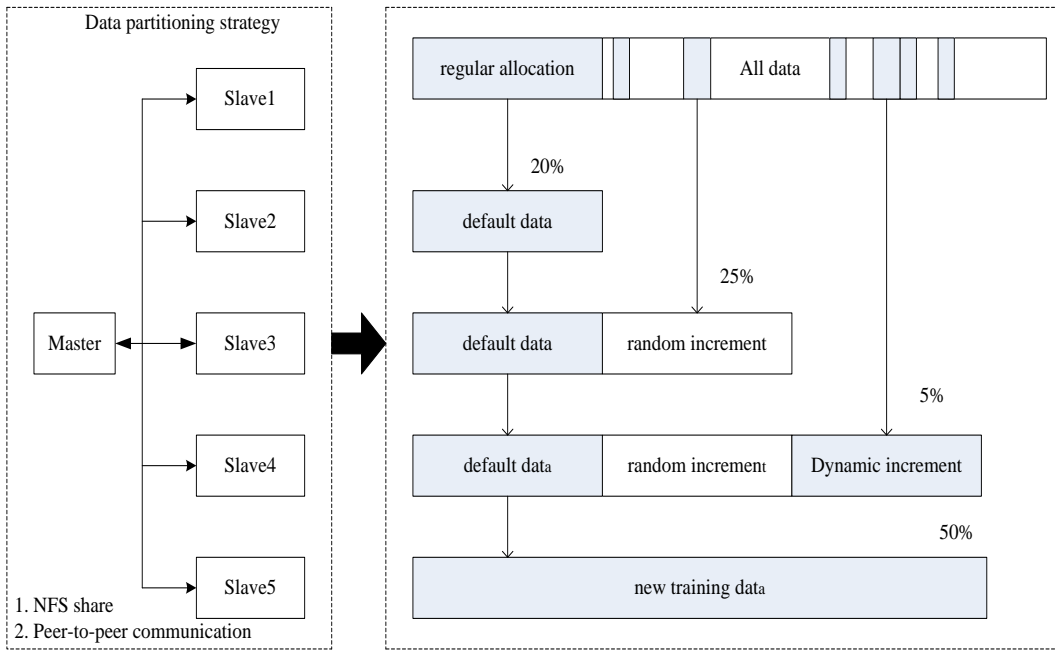 Data partitioning strategy
Slave1
Slave2
Master
Slave3
Slave4
Slave5
1. NFS share
2. Peer-to-peer communication
regular allocation
All data
20%
default data
25%
default data
random increment
5%
default data
random increment
Dynamic increment
50%
new training data